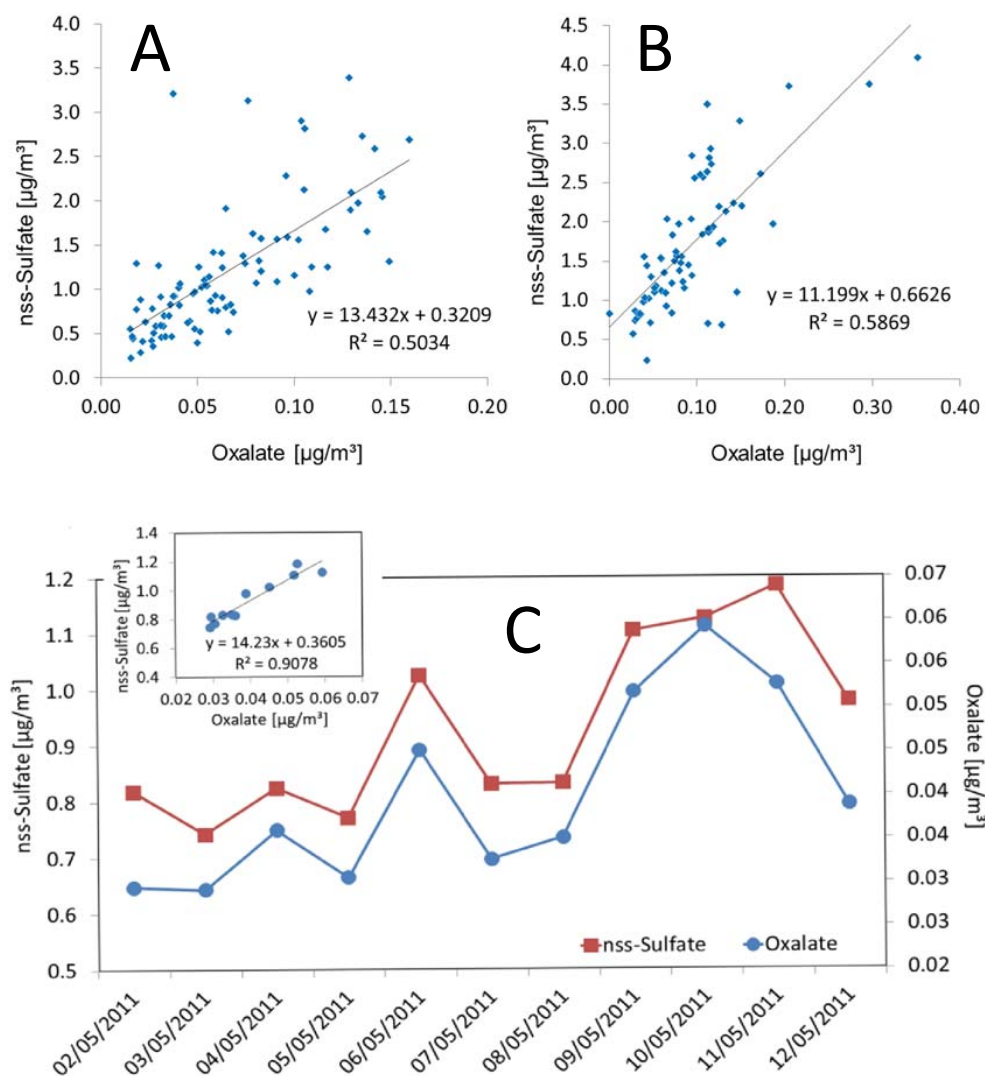 A
nss-Sulfate [µg/m³]
4.0
3.5
3.0
2.5
2.0
1.5
1.0
0.5
0.0
y = 13.432x + 0.3209
R² = 0.5034
0.00 0.05 0.10 0.15 0.20
Oxalate [µg/m³]
B
nss-Sulfate [µg/m³]
4.5
4.0
3.5
3.0
2.5
2.0
1.5
1.0
0.5
0.0
y = 11.199x + 0.6626
R² = 0.5869
0.00 0.10 0.20 0.30 0.40
Oxalate [µg/m³]
nss-Sulfate [µg/m³]
1.4
1.2
1.0
0.8
0.6
0.4
y = 14.23x + 0.3605
R² = 0.9078
0.02 0.03 0.04 0.05 0.06 0.07
Oxalate [µg/m³]
C
nss-Sulfate [µg/m³]
1.2
1.1
1.0
0.9
0.8
0.7
0.6
0.5
0.07
0.06
0.06
0.05
0.05
0.04
0.04
0.03
0.03
0.02
Oxalate
[µg/m³]
nss-Sulfate Oxalate
02/05/2011
03/05/2011
04/05/2011
05/05/2011
06/05/2011
07/05/2011
08/05/2011
09/05/2011
10/05/2011
11/05/2011
12/05/2011